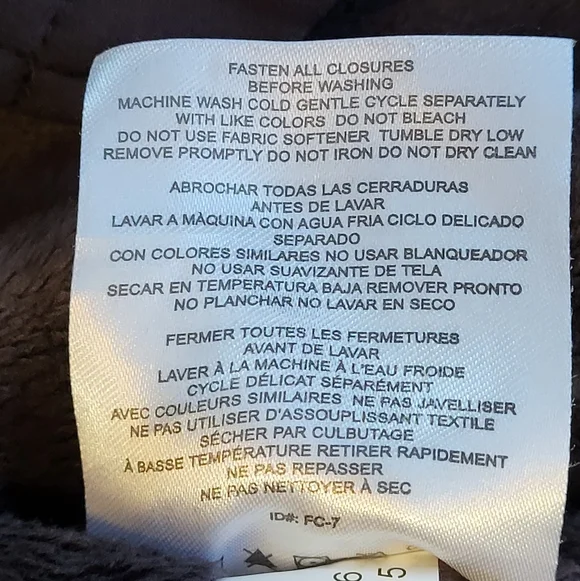 FASTEN ALL CLOSURES
BEFORE WASHING
MACHINE WASH COLD GENTLE CYCLE SEPARATELY
WITH LIKE COLORS DO NOT BLEACH
DO NOT USE FABRIC SOFTENER TUMBLE DRY LOW
REMOVE PROMPTLY DO NOT IRON DO NOT DRY CLEAN
ABROCHAR TODAS LAS CERRADURAS
ANTES DE LAVAR
LAVAR A MÀQUINA CON AGUA FRIA CICLO DELICADO
SEPARADO
CON COLORES SIMILARES NO USAR BLANQUEADOR
NO USAR SUAVIZANTE DE TELA
SECAR EN TEMPERATURA BAJA REMOVER PRONTO
NO PLANCHAR NO LAVAR EN SECO
FERMER TOUTES LES FERMETURES
AVANT DE LAVAR
LAVER À LA MACHINE À L'EAU FROIDE
CYCLE DÉLICAT SÉPARÉMENT
AVEC COULEURS SIMILAIRES NE PAS JAVELLISER
NE PAS UTILISER D'ASSOUPLISSANT TEXTILE
SÉCHER PAR CULBUTAGE
À BASSE TEMPÉRATURE RETIRER RAPIDEMENT
NE PAS REPASSER
NE PAS NETTOYER À SEC
ID#: FC-7
6
5